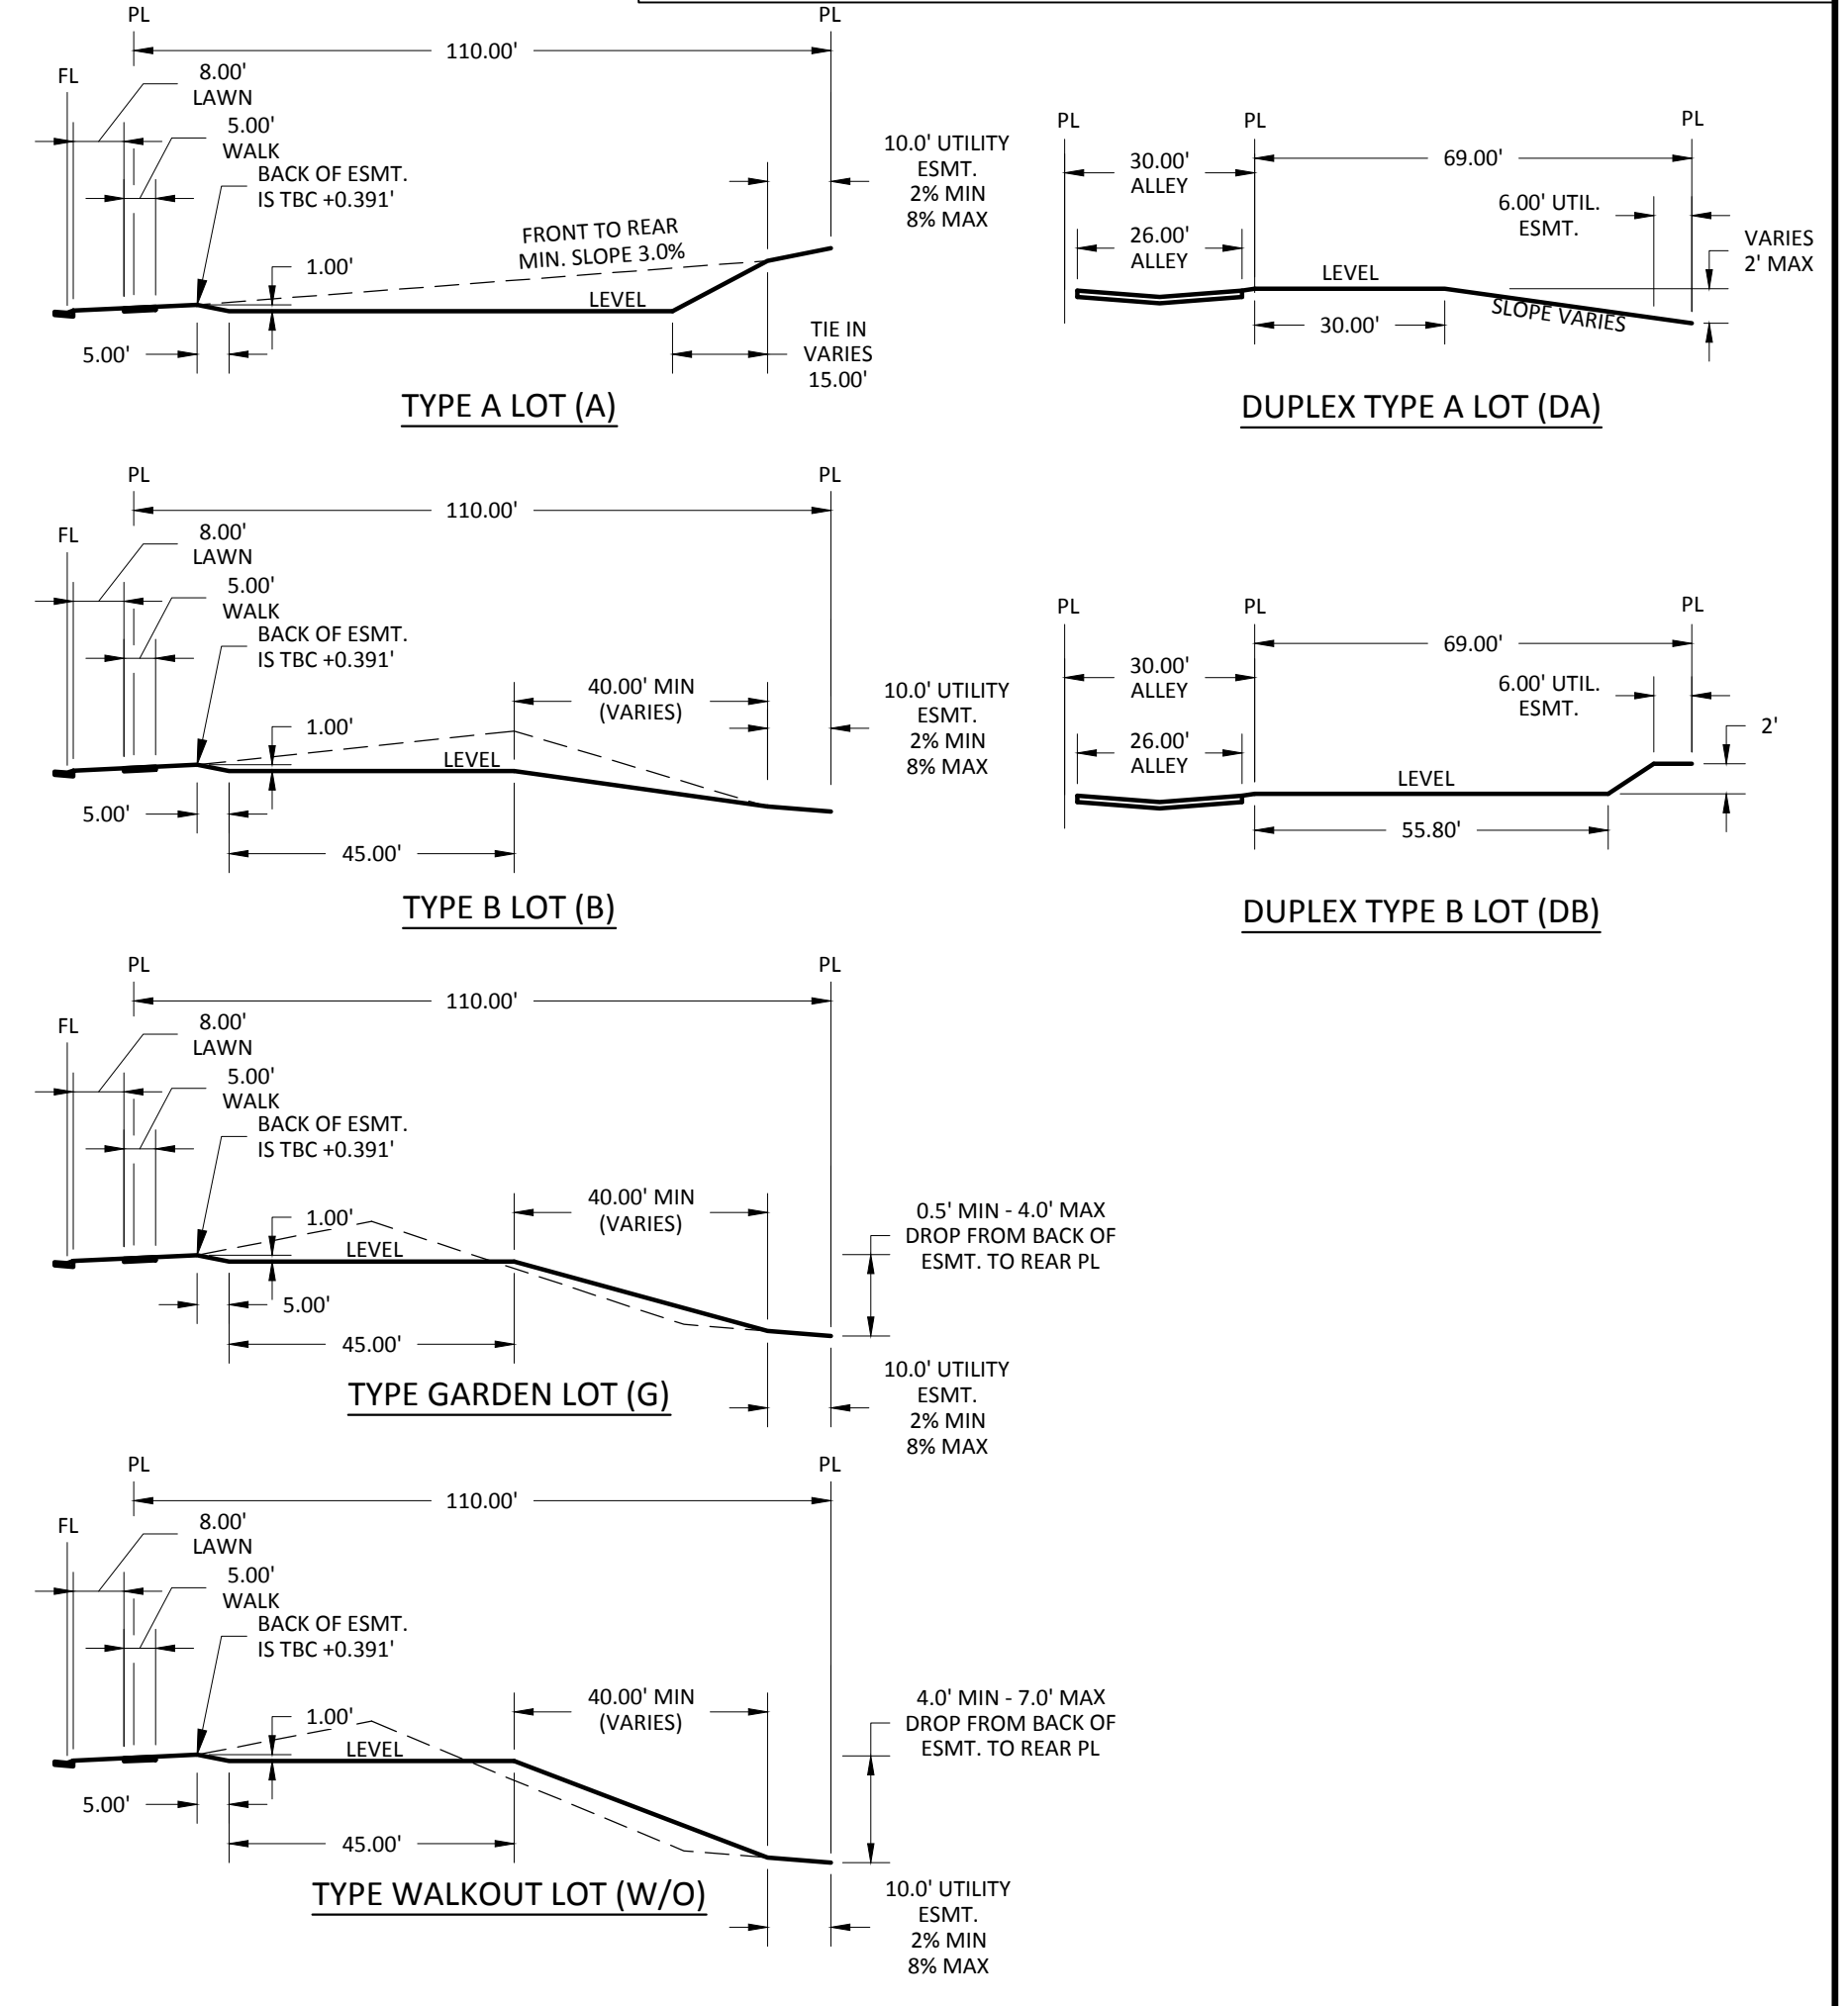 PL
PL
110.00'
FL
8.00'
LAWN
5.00'
WALK
BACK OF ESMT.
IS TBC +0.391'
10.0' UTILITY
ESMT.
2% MIN
8% MAX
FRONT TO REAR
MIN. SLOPE 3.0%
1.00'
LEVEL
5.00'
TIE IN
VARIES
15.00'
TYPE A LOT (A)
PL
PL
PL
30.00'
ALLEY
69.00'
6.00' UTIL.
ESMT.
26.00'
ALLEY
VARIES
2' MAX
LEVEL
SLOPE VARIES
30.00'
DUPLEX TYPE A LOT (DA)
PL
PL
110.00'
FL
8.00'
LAWN
5.00'
WALK
BACK OF ESMT.
IS TBC +0.391'
40.00' MIN
(VARIES)
10.0' UTILITY
ESMT.
2% MIN
8% MAX
1.00'
LEVEL
5.00'
45.00'
TYPE B LOT (B)
PL
PL
PL
69.00'
30.00'
ALLEY
6.00' UTIL.
ESMT.
2'
26.00'
ALLEY
LEVEL
55.80'
DUPLEX TYPE B LOT (DB)
PL
PL
110.00'
FL
8.00'
LAWN
5.00'
WALK
BACK OF ESMT.
IS TBC +0.391'
40.00' MIN
(VARIES)
0.5' MIN - 4.0' MAX
DROP FROM BACK OF
ESMT. TO REAR PL
1.00'
LEVEL
5.00'
45.00'
10.0' UTILITY
ESMT.
2% MIN
8% MAX
TYPE GARDEN LOT (G)
PL
PL
110.00'
FL
8.00'
LAWN
5.00'
WALK
BACK OF ESMT.
IS TBC +0.391'
40.00' MIN
(VARIES)
4.0' MIN - 7.0' MAX
DROP FROM BACK OF
ESMT. TO REAR PL
1.00'
LEVEL
5.00'
45.00'
10.0' UTILITY
ESMT.
2% MIN
8% MAX
TYPE WALKOUT LOT (W/O)